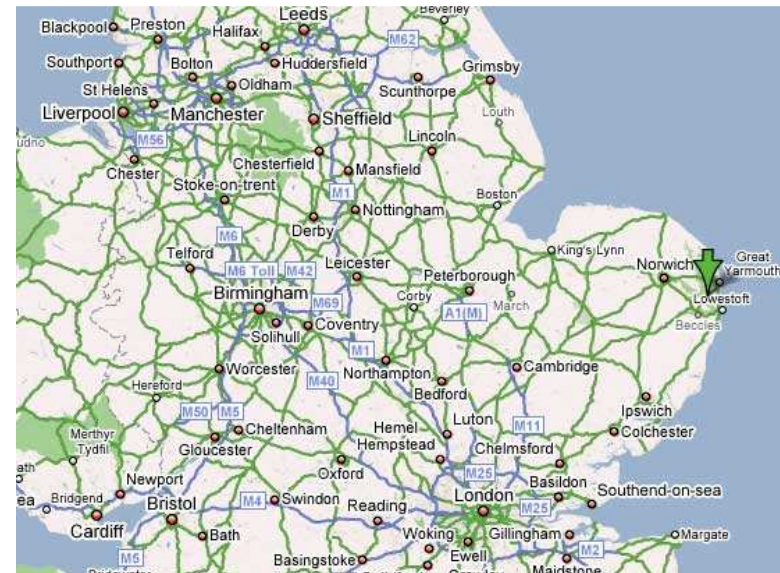 Leeds
Beverley
Blackpool
Preston
Halifax
M62
Southport
Bolton
Huddersfield
Grimsby
St Helens
Oldham
Scunthorpe
Liverpool
Manchester
Sheffield
Louth
M56
Lincoln
Chester
Chesterfield
Mansfield
Stoke-on-trent
M1
Boston
Nottingham
M6
Derby
King's Lynn
Telford
M6 Toll
M42
Leicester
Peterborough
Norwich
Great
Yarmouth
Birmingham
M69
Corby
March
Lowestoft
A1(M)
Beccles
Solihull
Coventry
M1
Worcester
M40
Northampton
Cambridge
Hereford
Bedford
M50
M5
Ipswich
Cheltenham
Luton
M11
Colchester
Merthyr
Tydfil
Gloucester
Hemel
Hempstead
Chelmsford
Oxford
M25
Newport
Basildon
Bridgend
Bristol
M4
Swindon
Reading
London
M25
Southend-on-sea
Cardiff
Bath
Woking
Gillingham
Margate
M5
Basingstoke
Ewell
M2
Maidstone